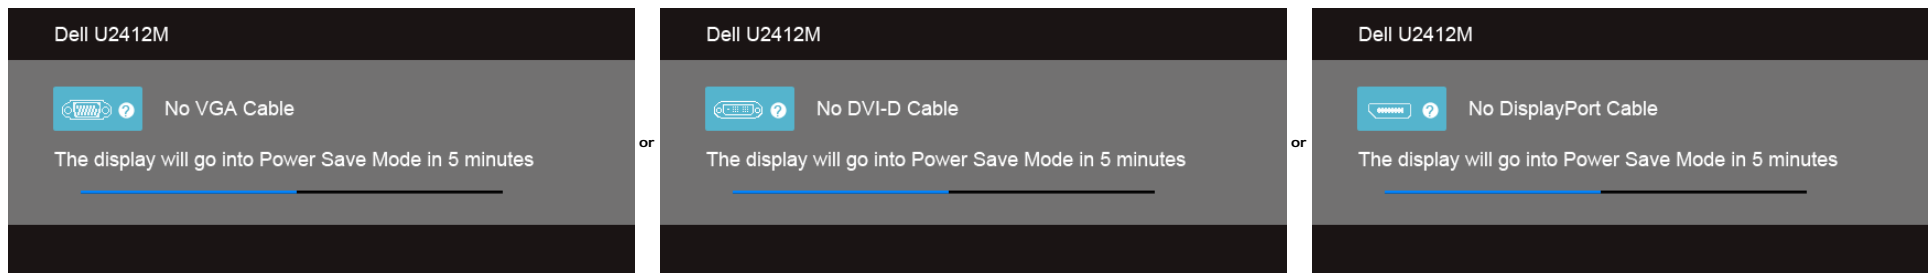 Dell U2412M
? No VGA Cable
The display will go into Power Save Mode in 5 minutes
or
Dell U2412M
? No DVI-D Cable
The display will go into Power Save Mode in 5 minutes
or
Dell U2412M
? No DisplayPort Cable
The display will go into Power Save Mode in 5 minutes